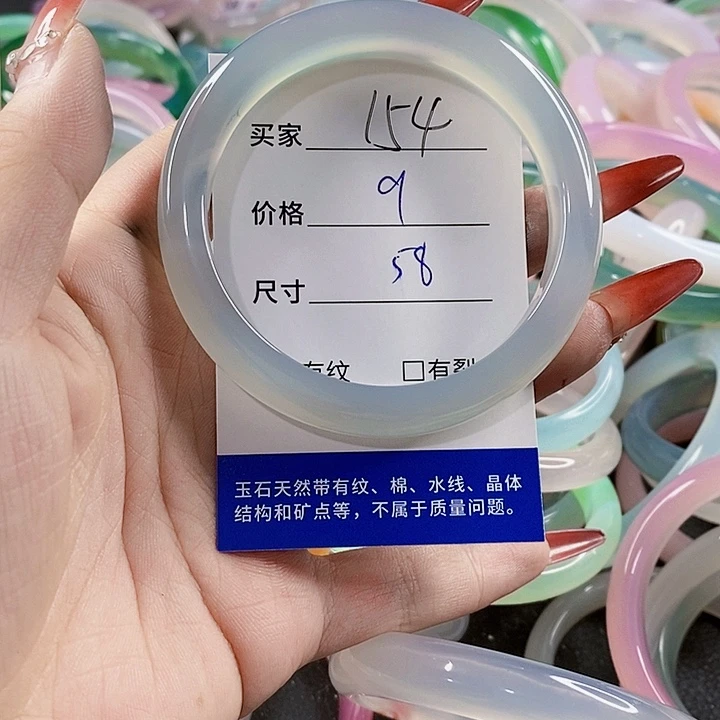 买家 154
价格 9
尺寸 58
有纹 □有裂
玉石天然带有纹、棉、水线、晶体
结构和矿点等，不属于质量问题。